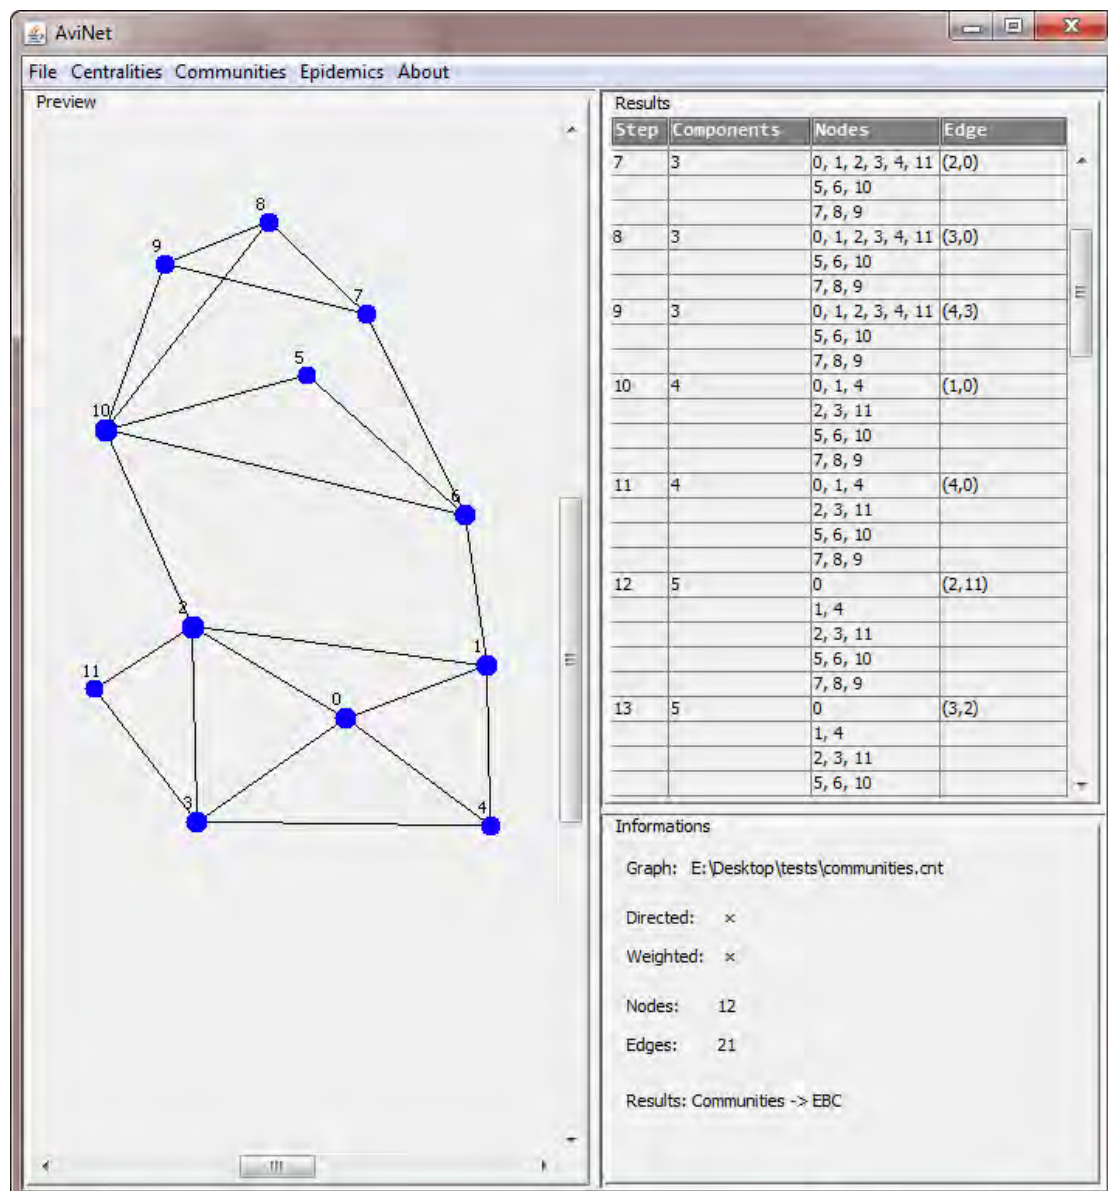 AviNet
File Centralities Communities Epidemics About
Preview
8
9
7
5
10
6
2
1
11
0
3
4
Results
Step Components Nodes Edge
7 3 0, 1, 2, 3, 4, 11 (2,0)
5, 6, 10
7, 8, 9
8 3 0, 1, 2, 3, 4, 11 (3,0)
5, 6, 10
7, 8, 9
9 3 0, 1, 2, 3, 4, 11 (4,3)
5, 6, 10
7, 8, 9
10 4 0, 1, 4 (1,0)
2, 3, 11
5, 6, 10
7, 8, 9
11 4 0, 1, 4 (4,0)
2, 3, 11
5, 6, 10
7, 8, 9
12 5 0 (2,11)
1, 4
2, 3, 11
5, 6, 10
7, 8, 9
13 5 0 (3,2)
1, 4
2, 3, 11
5, 6, 10
Informations
Graph: E:\Desktop\tests\communities.cnt
Directed: ×
Weighted: ×
Nodes: 12
Edges: 21
Results: Communities -> EBC